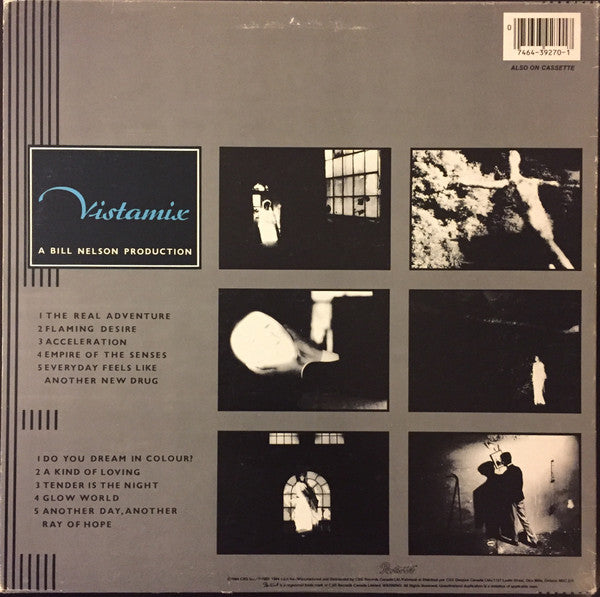 0
7464-39270-1
ALSO ON CASSETTE
Vistamix
A BILL NELSON PRODUCTION
1 THE REAL ADVENTURE
2 FLAMING DESIRE
3 ACCELERATION
4 EMPIRE OF THE SENSES
5 EVERYDAY FEELS LIKE
ANOTHER NEW DRUG
1 DO YOU DREAM IN COLOUR?
2 A KIND OF LOVING
3 TENDER IS THE NIGHT
4 GLOW WORLD
5 ANOTHER DAY, ANOTHER
RAY OF HOPE
Portrait